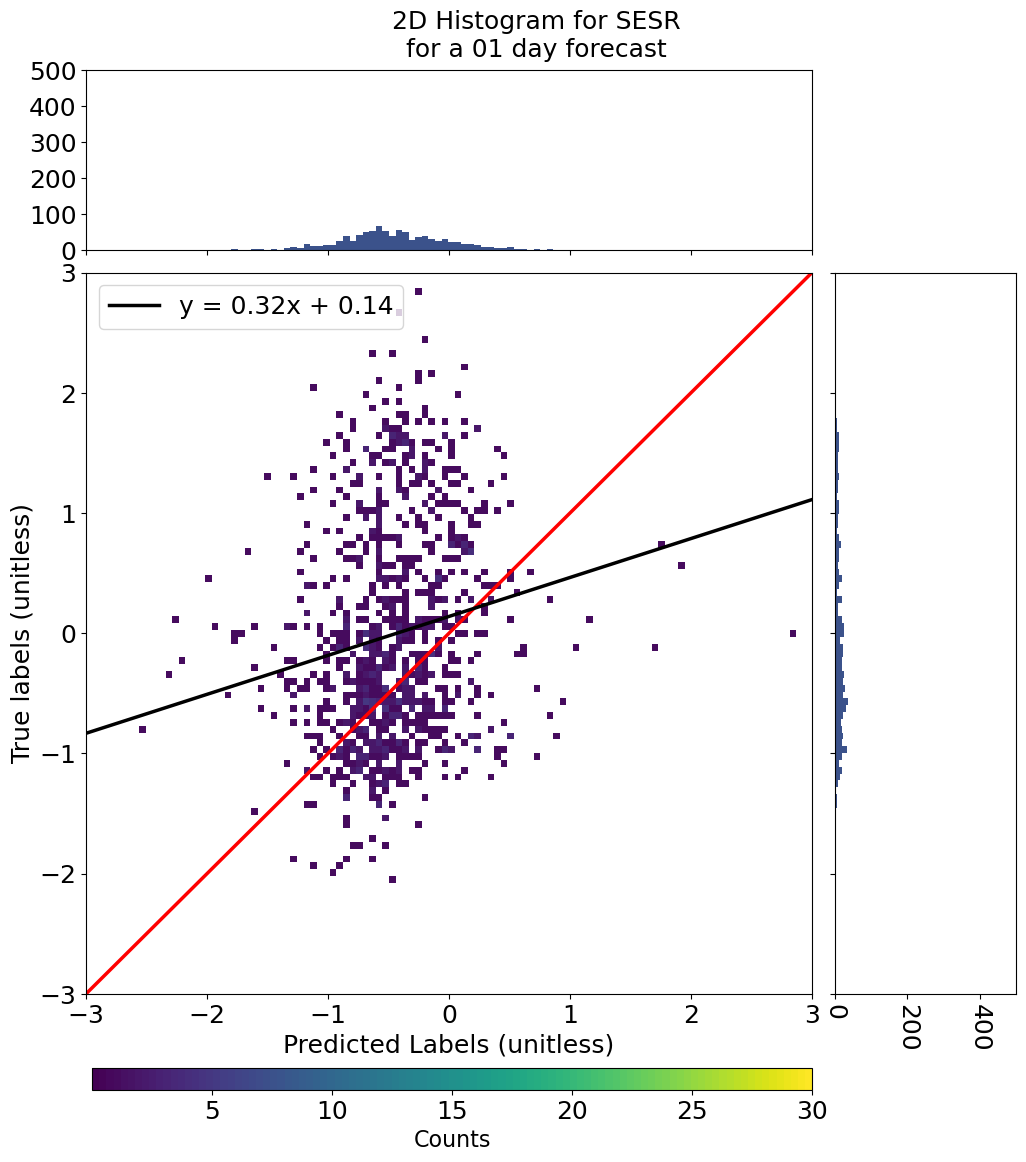 2D Histogram for SESR
for a 01 day forecast
500
400
300
200
100
0
3
2
1
0
−1
−2
−3
True labels (unitless)
y = 0.32x + 0.14
−3 −2 −1 0 1 2 3
Predicted Labels (unitless)
0 200 400
5 10 15 20 25 30
Counts